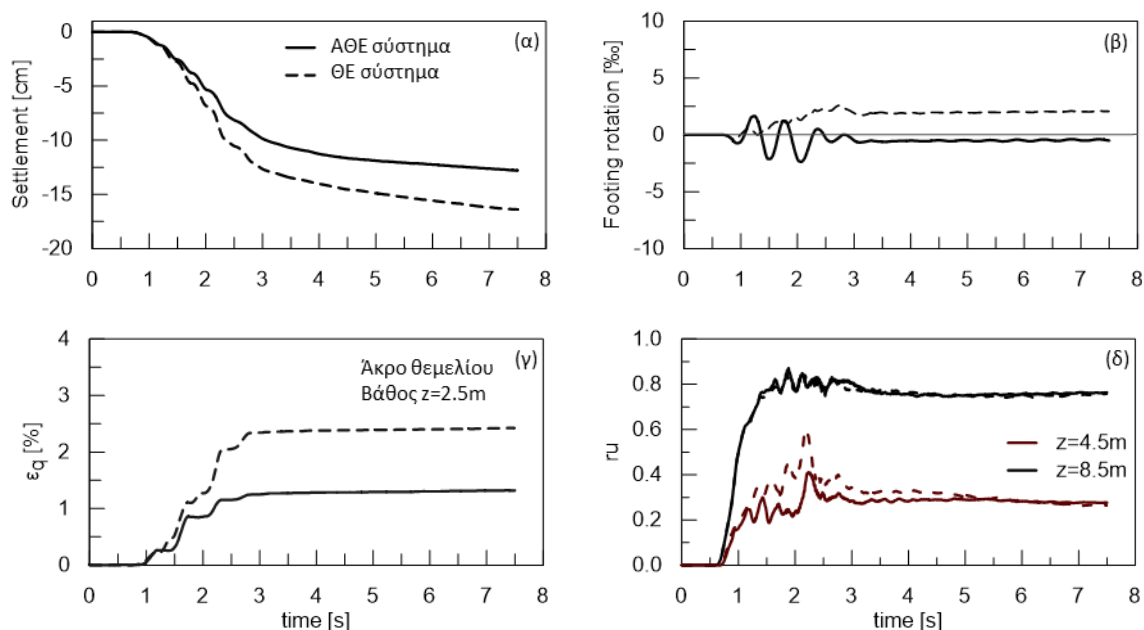 Settlement [cm]
0
-5
-10
-15
-20
0 1 2 3 4 5 6 7 8
(α)
ΑΘΕ σύστημα
ΘΕ σύστημα
Footing rotation [‰]
10
5
0
-5
-10
0 1 2 3 4 5 6 7 8
(β)
εq [%]
4
3
2
1
0
0 1 2 3 4 5 6 7 8
time [s]
(γ)
Άκρο θεμελίου
Βάθος z=2.5m
ru
1.0
0.8
0.6
0.4
0.2
0.0
0 1 2 3 4 5 6 7 8
time [s]
(δ)
z=4.5m
z=8.5m